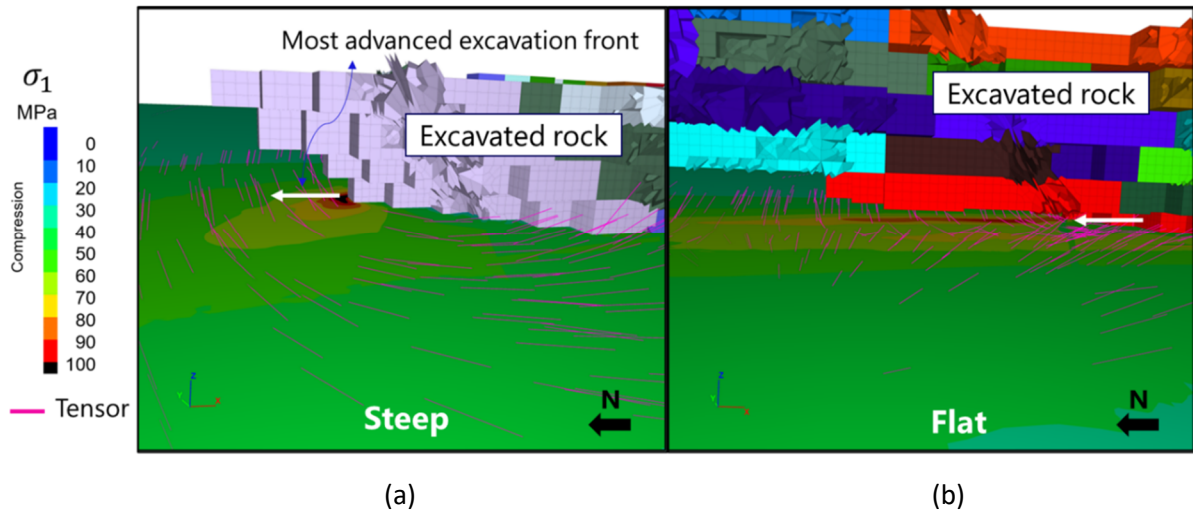 σ₁
MPa
Compression
0
10
20
30
40
50
60
70
80
90
100
Tensor
Most advanced excavation front
Excavated rock
Z
Y
X
Steep
N
Excavated rock
Z
Y
X
Flat
N
(a)
(b)